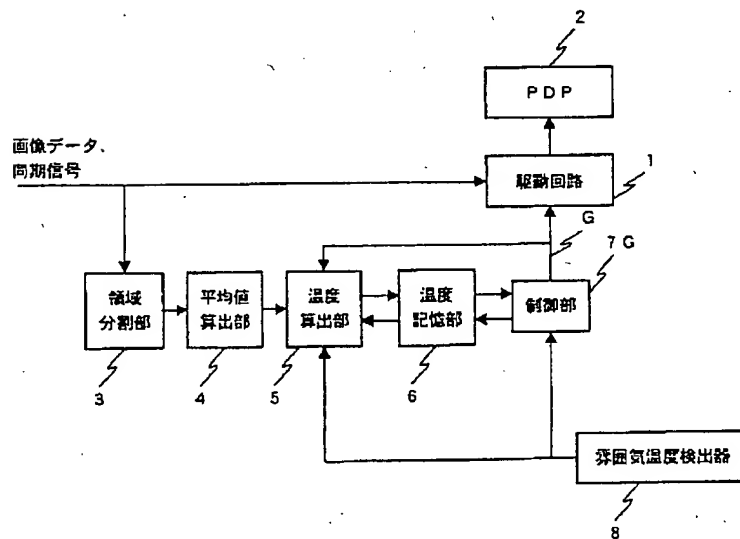 2
PDP
画像データ、
同期信号
駆動回路
1
G
7G
領域
分割部
平均値
算出部
温度
算出部
温度
記憶部
制御部
3
4
5
6
雰囲気温度検出器
8